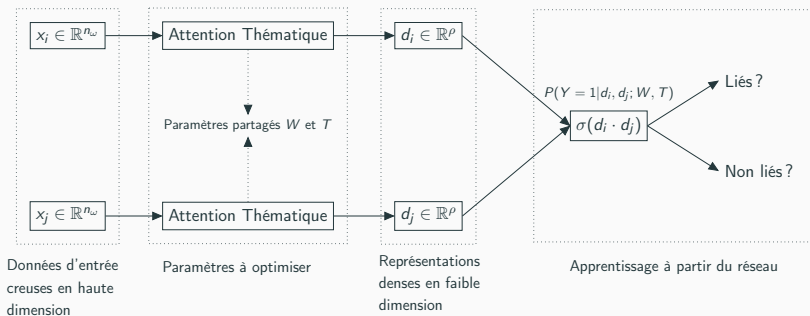 x_i ∈ ℝ^{n_ω}
Attention Thématique
d_i ∈ ℝ^ρ
Liés ?
P(Y = 1|d_i, d_j; W, T)
Paramètres partagés W et T
σ(d_i · d_j)
Non liés ?
x_j ∈ ℝ^{n_ω}
Attention Thématique
d_j ∈ ℝ^ρ
Données d'entrée
creuses en haute
dimension
Paramètres à optimiser
Représentations
denses en faible
dimension
Apprentissage à partir du réseau